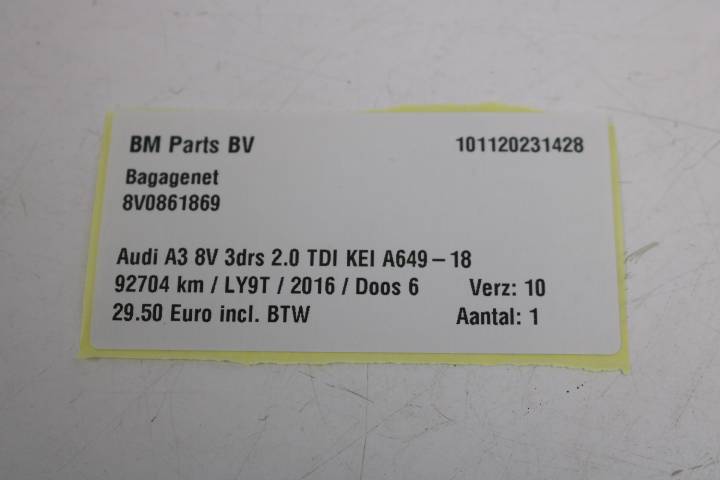 BM Parts BV 101120231428
Bagagenet
8V0861869
Audi A3 8V 3drs 2.0 TDI KEI A649-18
92704 km / LY9T / 2016 / Doos 6 Verz: 10
29.50 Euro incl. BTW Aantal: 1